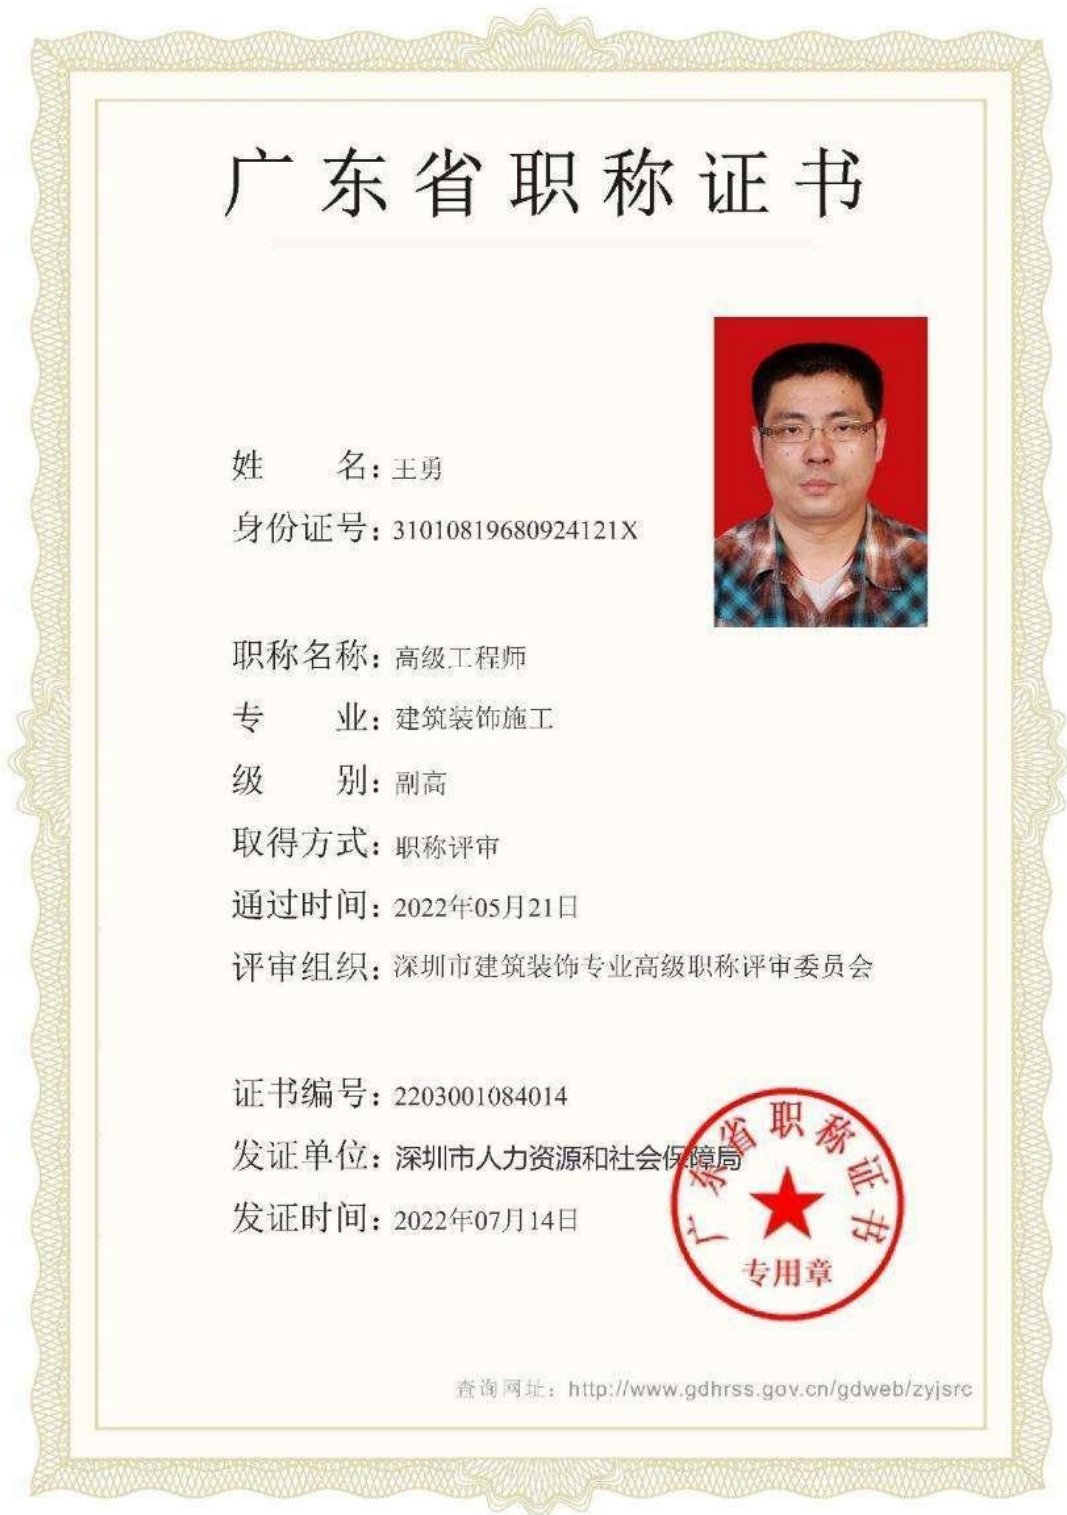 广东省职称证书
姓 名：王勇
身份证号：31010819680924121X
职称名称：高级工程师
专 业：建筑装饰施工
级 别：副高
取得方式：职称评审
通过时间：2022年05月21日
评审组织：深圳市建筑装饰专业高级职称评审委员会
证书编号：2203001084014
发证单位：深圳市人力资源和社会保障局
发证时间：2022年07月14日
广东省职称证书
专用章
查询网址：http://www.gdhrss.gov.cn/gdweb/zyjsrc